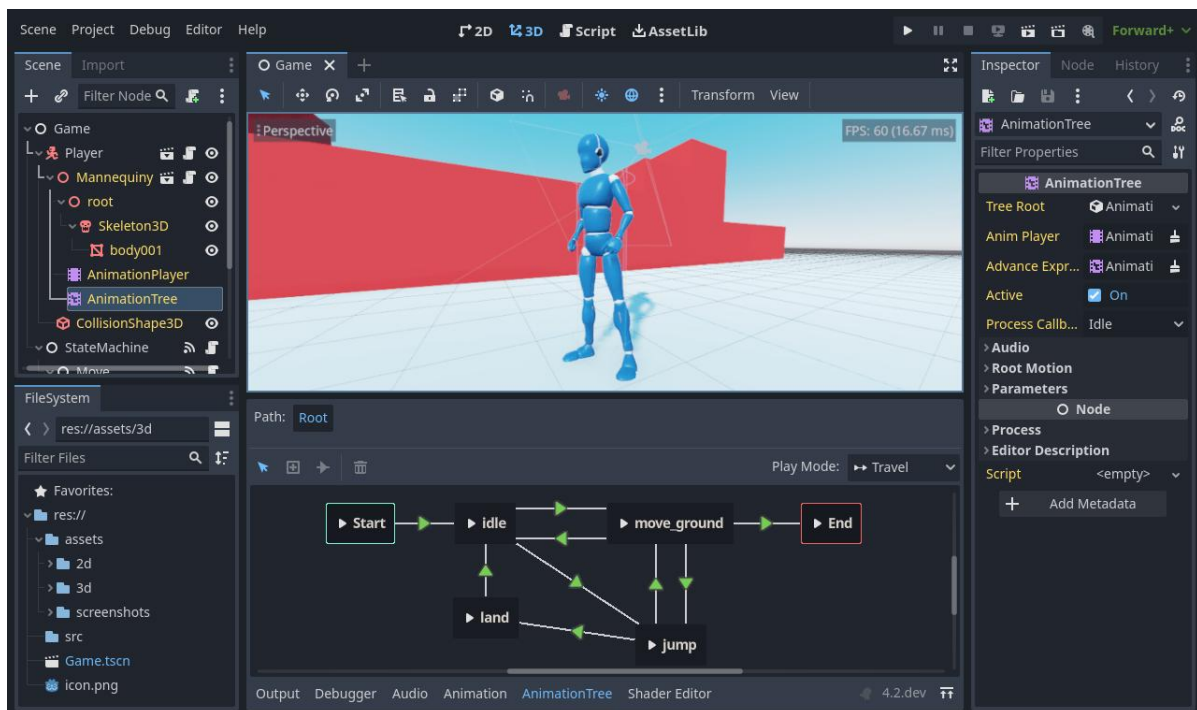 Scene Project Debug Editor Help
2D 3D Script AssetLib
Forward+
Scene Import
Filter Node
Game
Player
Mannequiny
root
Skeleton3D
body001
AnimationPlayer
AnimationTree
CollisionShape3D
StateMachine
Move
FileSystem
res://assets/3d
Filter Files
Favorites:
res://
assets
2d
3d
screenshots
src
Game.tscn
icon.png
Game
Transform View
Perspective
FPS: 60 (16.67 ms)
Path: Root
Play Mode: Travel
Start idle move_ground End
land
jump
Output Debugger Audio Animation AnimationTree Shader Editor
4.2.dev
Inspector Node History
AnimationTree
Filter Properties
AnimationTree
Tree Root Animati
Anim Player Animati
Advance Expr... Animati
Active On
Process Callb... Idle
Audio
Root Motion
Parameters
Node
Process
Editor Description
Script <empty>
Add Metadata